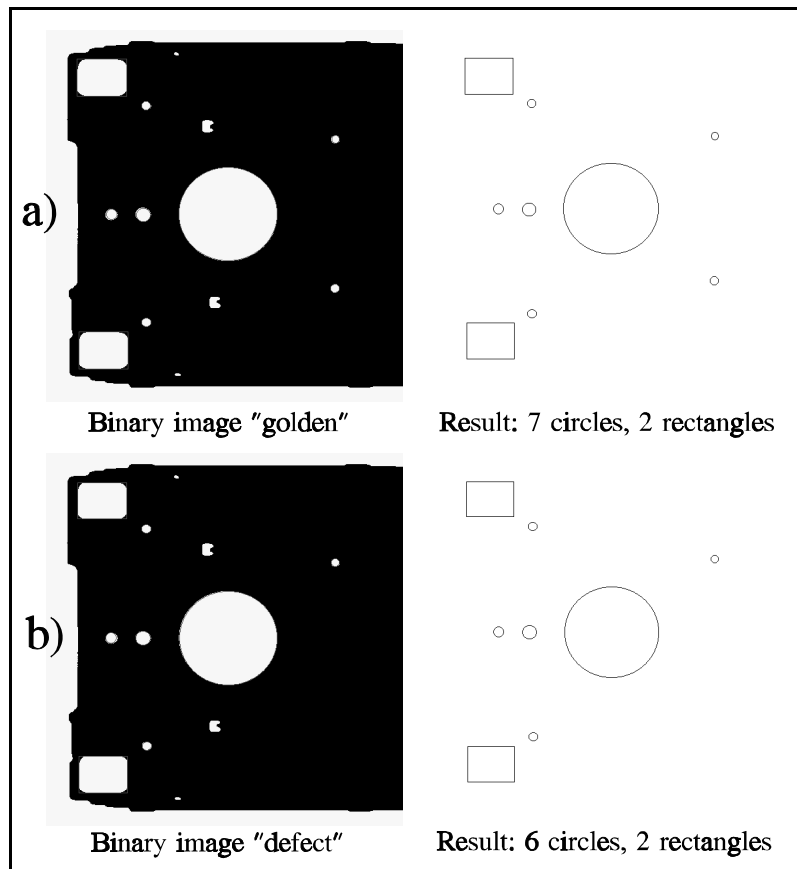 a)
Binary image "golden"
Result: 7 circles, 2 rectangles
b)
Binary image "defect"
Result: 6 circles, 2 rectangles